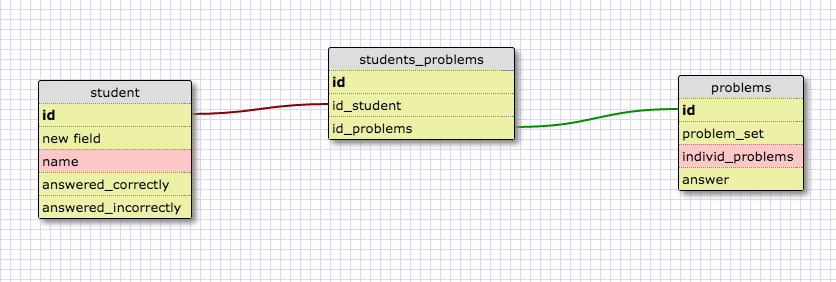 student
id
new field
name
answered_correctly
answered_incorrectly
students_problems
id
id_student
id_problems
problems
id
problem_set
individ_problems
answer